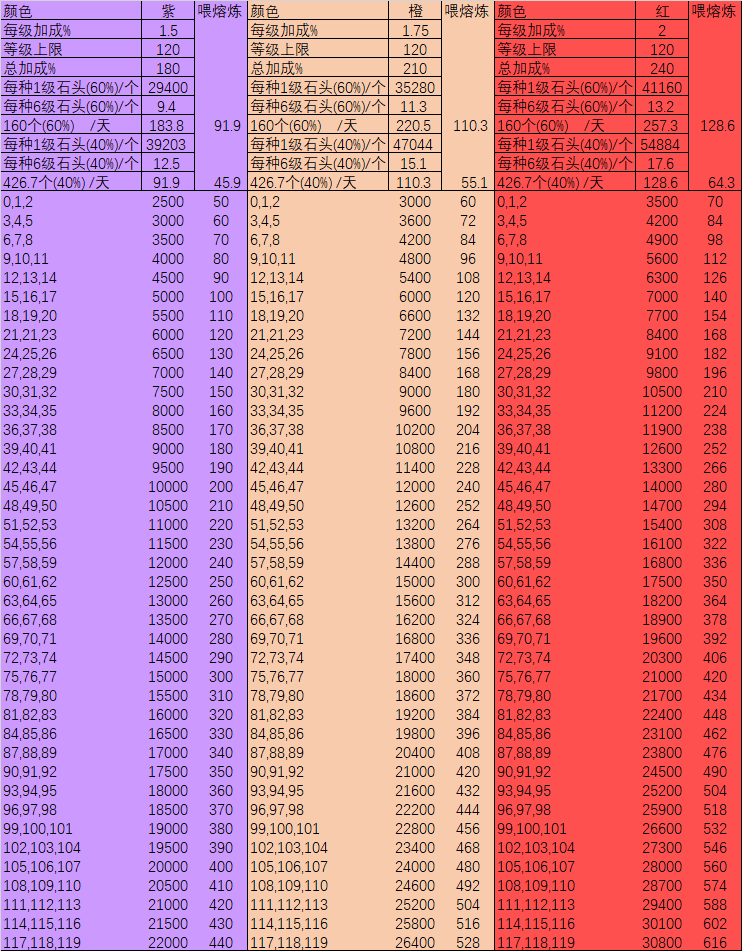 颜色 紫 喂熔炼 颜色 橙 喂熔炼 颜色 红 喂熔炼
每级加成% 1.5 每级加成% 1.75 每级加成% 2
等级上限 120 等级上限 120 等级上限 120
总加成% 180 总加成% 210 总加成% 240
每种1级石头(60%)/个 29400 每种1级石头(60%)/个 35280 每种1级石头(60%)/个 41160
每种6级石头(60%)/个 9.4 每种6级石头(60%)/个 11.3 每种6级石头(60%)/个 13.2
160个(60%) /天 183.8 91.9 160个(60%) /天 220.5 110.3 160个(60%) /天 257.3 128.6
每种1级石头(40%)/个 39203 每种1级石头(40%)/个 47044 每种1级石头(40%)/个 54884
每种6级石头(40%)/个 12.5 每种6级石头(40%)/个 15.1 每种6级石头(40%)/个 17.6
426.7个(40%) /天 91.9 45.9 426.7个(40%) /天 110.3 55.1 426.7个(40%) /天 128.6 64.3
0,1,2 2500 50 0,1,2 3000 60 0,1,2 3500 70
3,4,5 3000 60 3,4,5 3600 72 3,4,5 4200 84
6,7,8 3500 70 6,7,8 4200 84 6,7,8 4900 98
9,10,11 4000 80 9,10,11 4800 96 9,10,11 5600 112
12,13,14 4500 90 12,13,14 5400 108 12,13,14 6300 126
15,16,17 5000 100 15,16,17 6000 120 15,16,17 7000 140
18,19,20 5500 110 18,19,20 6600 132 18,19,20 7700 154
21,21,23 6000 120 21,21,23 7200 144 21,21,23 8400 168
24,25,26 6500 130 24,25,26 7800 156 24,25,26 9100 182
27,28,29 7000 140 27,28,29 8400 168 27,28,29 9800 196
30,31,32 7500 150 30,31,32 9000 180 30,31,32 10500 210
33,34,35 8000 160 33,34,35 9600 192 33,34,35 11200 224
36,37,38 8500 170 36,37,38 10200 204 36,37,38 11900 238
39,40,41 9000 180 39,40,41 10800 216 39,40,41 12600 252
42,43,44 9500 190 42,43,44 11400 228 42,43,44 13300 266
45,46,47 10000 200 45,46,47 12000 240 45,46,47 14000 280
48,49,50 10500 210 48,49,50 12600 252 48,49,50 14700 294
51,52,53 11000 220 51,52,53 13200 264 51,52,53 15400 308
54,55,56 11500 230 54,55,56 13800 276 54,55,56 16100 322
57,58,59 12000 240 57,58,59 14400 288 57,58,59 16800 336
60,61,62 12500 250 60,61,62 15000 300 60,61,62 17500 350
63,64,65 13000 260 63,64,65 15600 312 63,64,65 18200 364
66,67,68 13500 270 66,67,68 16200 324 66,67,68 18900 378
69,70,71 14000 280 69,70,71 16800 336 69,70,71 19600 392
72,73,74 14500 290 72,73,74 17400 348 72,73,74 20300 406
75,76,77 15000 300 75,76,77 18000 360 75,76,77 21000 420
78,79,80 15500 310 78,79,80 18600 372 78,79,80 21700 434
81,82,83 16000 320 81,82,83 19200 384 81,82,83 22400 448
84,85,86 16500 330 84,85,86 19800 396 84,85,86 23100 462
87,88,89 17000 340 87,88,89 20400 408 87,88,89 23800 476
90,91,92 17500 350 90,91,92 21000 420 90,91,92 24500 490
93,94,95 18000 360 93,94,95 21600 432 93,94,95 25200 504
96,97,98 18500 370 96,97,98 22200 444 96,97,98 25900 518
99,100,101 19000 380 99,100,101 22800 456 99,100,101 26600 532
102,103,104 19500 390 102,103,104 23400 468 102,103,104 27300 546
105,106,107 20000 400 105,106,107 24000 480 105,106,107 28000 560
108,109,110 20500 410 108,109,110 24600 492 108,109,110 28700 574
111,112,113 21000 420 111,112,113 25200 504 111,112,113 29400 588
114,115,116 21500 430 114,115,116 25800 516 114,115,116 30100 602
117,118,119 22000 440 117,118,119 26400 528 117,118,119 30800 616